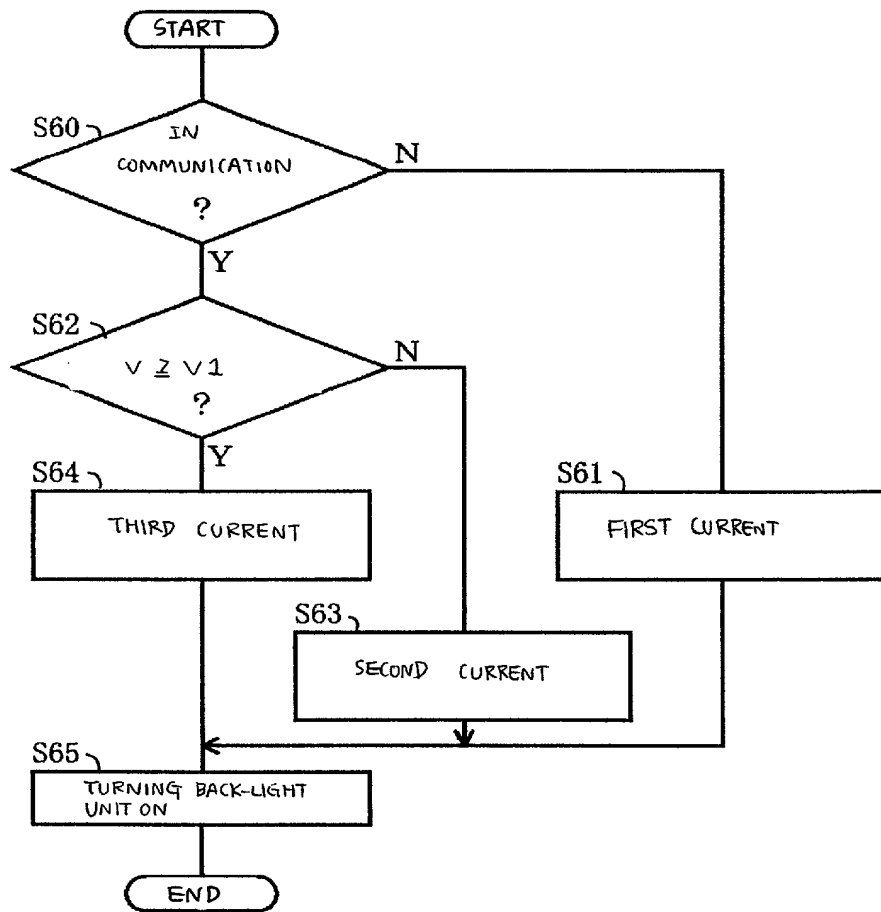 START
S60
IN
COMMUNICATION
?
N
Y
S62
V ≥ V1
?
N
Y
S64
THIRD CURRENT
S61
FIRST CURRENT
S63
SECOND CURRENT
S65
TURNING BACK-LIGHT
UNIT ON
END